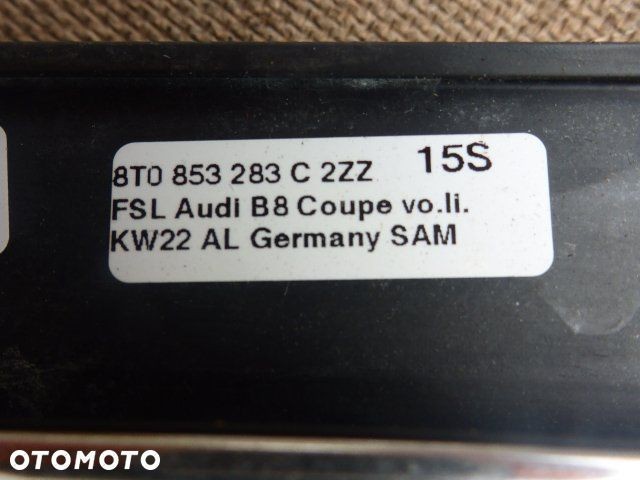 8T0 853 283 C 2ZZ 15S
FSL Audi B8 Coupe vo.li.
KW22 AL Germany SAM
OTOMOTO